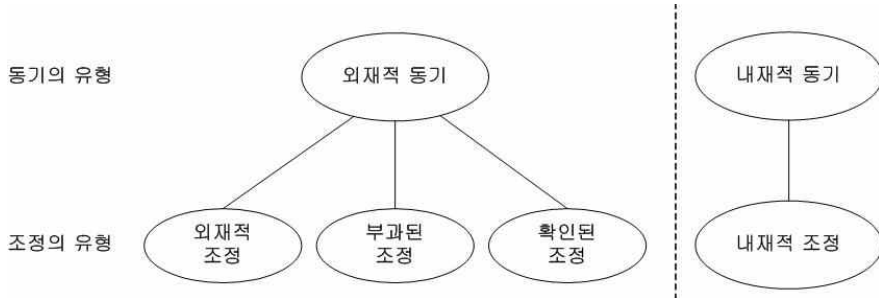 동기의 유형
외재적 동기
내재적 동기
조정의 유형
외재적
조정
부과된
조정
확인된
조정
내재적 조정